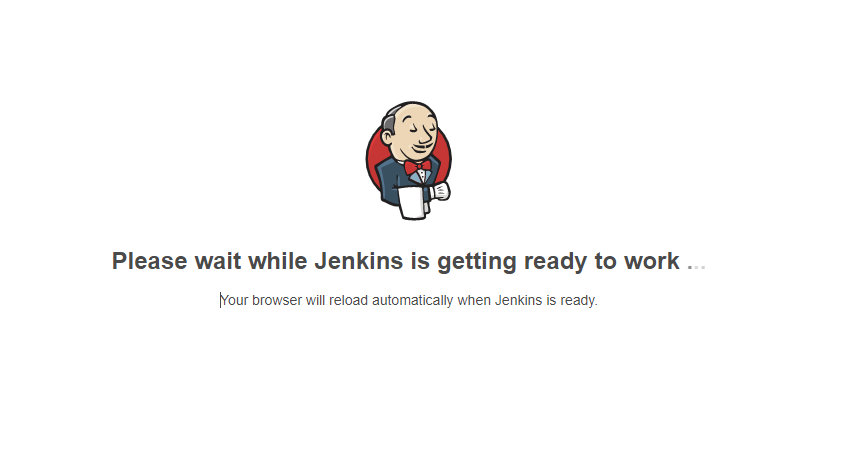 Please wait while Jenkins is getting ready to work ...
Your browser will reload automatically when Jenkins is ready.